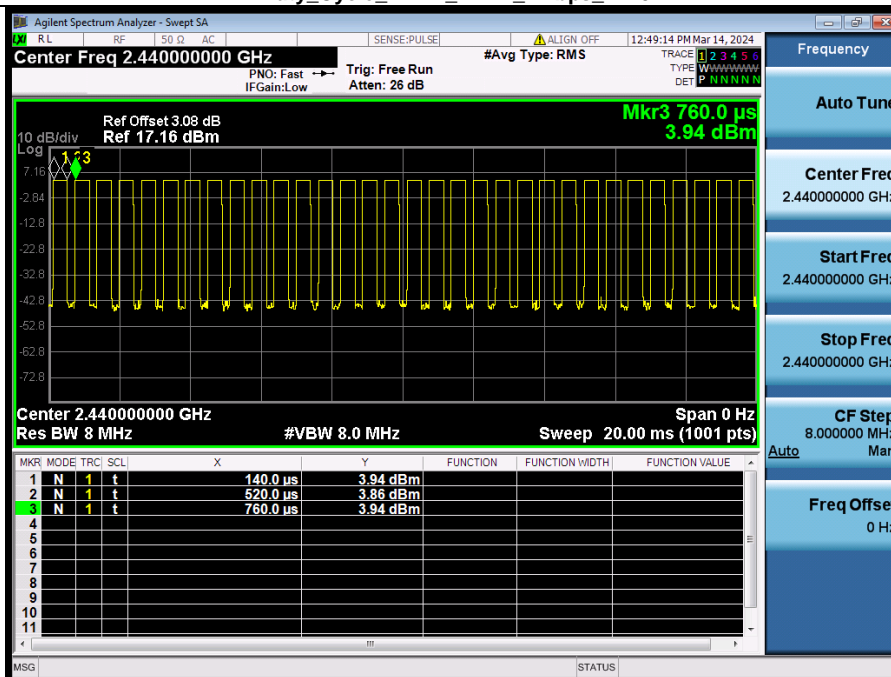 Agilent Spectrum Analyzer - Swept SA
RL RF 50 Ω AC SENSE:PULSE ALIGN OFF 12:49:14 PM Mar 14, 2024
Center Freq 2.440000000 GHz #Avg Type: RMS TRACE 1 2 3 4 5 6
PNO: Fast Trig: Free Run TYPE WWWWWW
IFGain:Low Atten: 26 dB DET P N N N N N
Frequency
Auto Tune
Mkr3 760.0 µs
3.94 dBm
Ref Offset 3.08 dB
10 dB/div Ref 17.16 dBm
Log
7.16
-2.84
-12.8
-22.8
-32.8
-42.8
-52.8
-62.8
-72.8
Center 2.440000000 GHz Span 0 Hz
Res BW 8 MHz #VBW 8.0 MHz Sweep 20.00 ms (1001 pts)
Center Freq
2.440000000 GHz
Start Freq
2.440000000 GHz
Stop Freq
2.440000000 GHz
CF Step
8.000000 MHz
Auto Man
Freq Offset
0 Hz
MKR MODE TRC SCL X Y FUNCTION FUNCTION WIDTH FUNCTION VALUE
1 N 1 t 140.0 µs 3.94 dBm
2 N 1 t 520.0 µs 3.86 dBm
3 N 1 t 760.0 µs 3.94 dBm
4
5
6
7
8
9
10
11
MSG STATUS